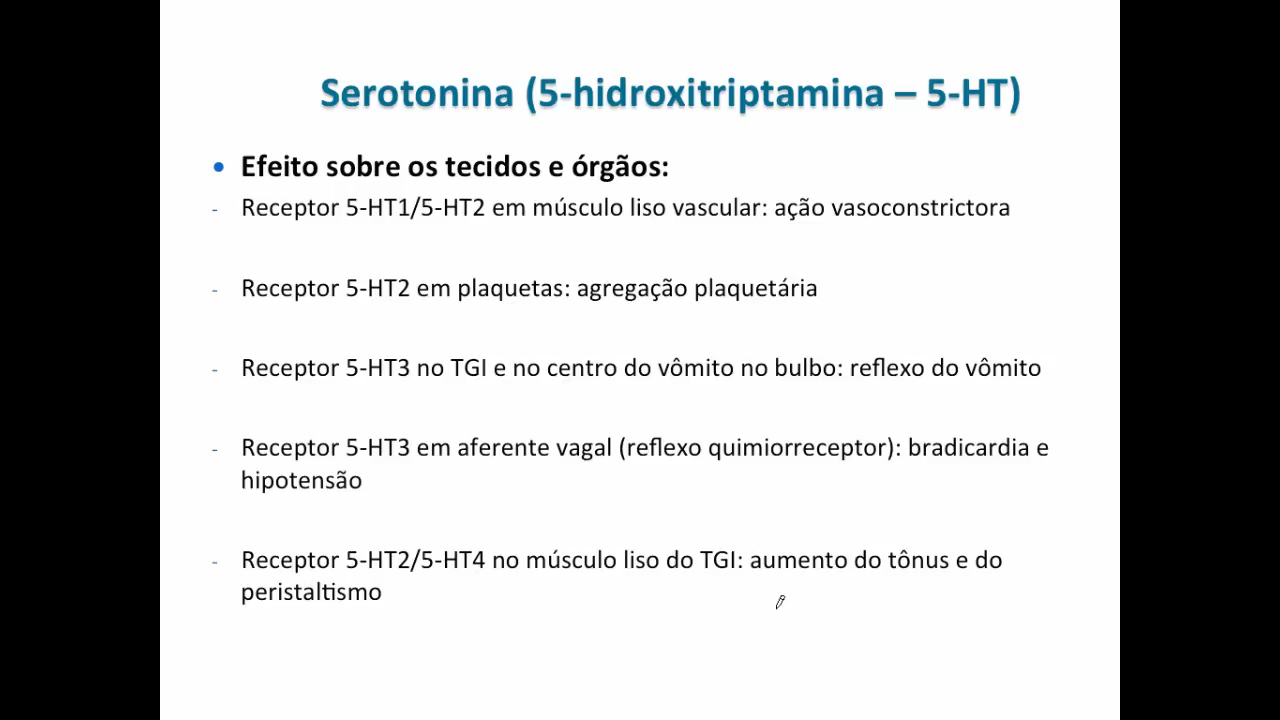 Serotonina (5-hidroxitriptamina – 5-HT)
• Efeito sobre os tecidos e órgãos:
- Receptor 5-HT1/5-HT2 em músculo liso vascular: ação vasoconstrictora
- Receptor 5-HT2 em plaquetas: agregação plaquetária
- Receptor 5-HT3 no TGI e no centro do vômito no bulbo: reflexo do vômito
- Receptor 5-HT3 em aferente vagal (reflexo quimiorreceptor): bradicardia e
hipotensão
- Receptor 5-HT2/5-HT4 no músculo liso do TGI: aumento do tônus e do
peristaltismo